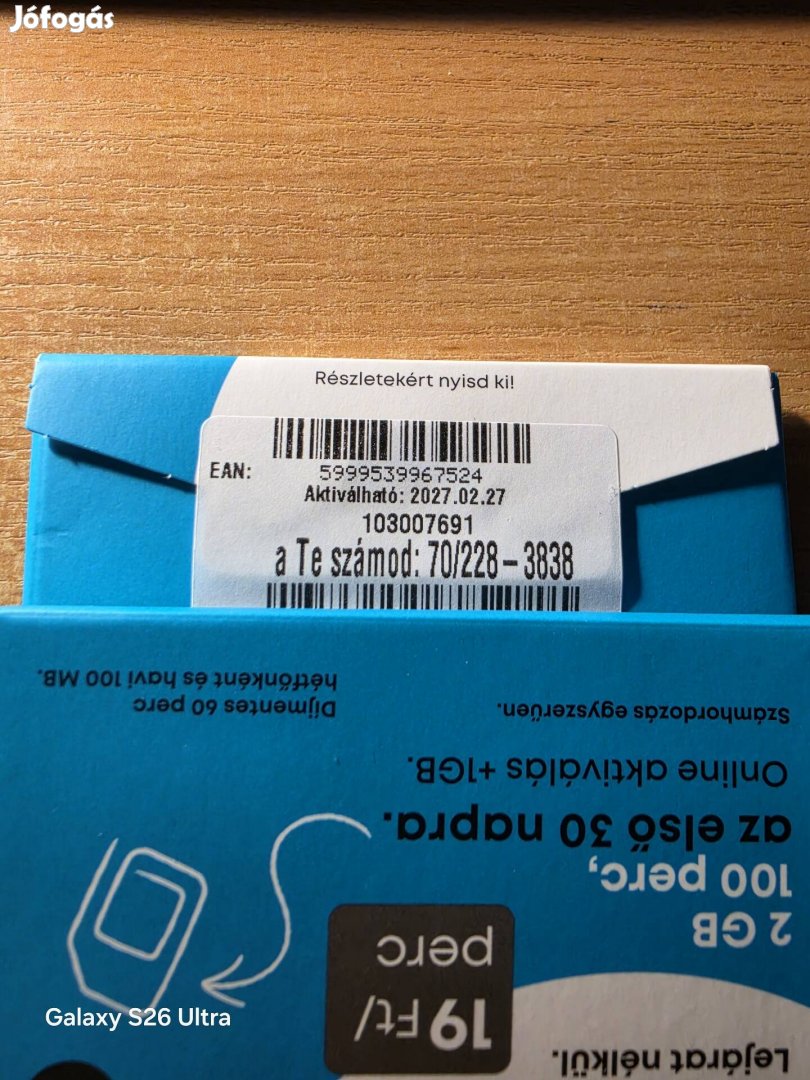 Jófogás
Részletekért nyisd ki!
EAN:
5999539967524
Aktiválható: 2027.02.27
103007691
a Te számod: 70/228-3838
Díjmentes 60 perc
hétfőnként és havi 100 MB.
Számhordozás egyszerűen.
Online aktiválás +1GB.
az első 30 napra.
100 perc,
2 GB
19 Ft/
perc
Lejárat nélkül.
Galaxy S26 Ultra